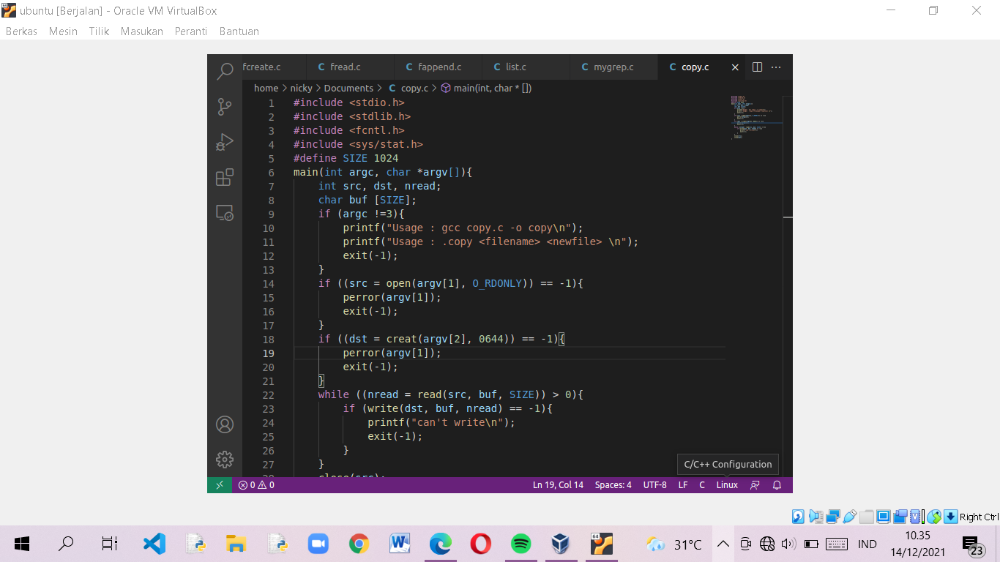 ubuntu [Berjalan] - Oracle VM VirtualBox
Berkas Mesin Tilik Masukan Peranti Bantuan
fcreate.c C fread.c C fappend.c C list.c C mygrep.c C copy.c
home > nicky > Documents > C copy.c > main(int, char * [])
1 #include <stdio.h>
2 #include <stdlib.h>
3 #include <fcntl.h>
4 #include <sys/stat.h>
5 #define SIZE 1024
6 main(int argc, char *argv[]){
7 int src, dst, nread;
8 char buf [SIZE];
9 if (argc !=3){
10 printf("Usage : gcc copy.c -o copy\n");
11 printf("Usage : .copy <filename> <newfile> \n");
12 exit(-1);
13 }
14 if ((src = open(argv[1], O_RDONLY)) == -1){
15 perror(argv[1]);
16 exit(-1);
17 }
18 if ((dst = creat(argv[2], 0644)) == -1){
19 perror(argv[1]);
20 exit(-1);
21 }
22 while ((nread = read(src, buf, SIZE)) > 0){
23 if (write(dst, buf, nread) == -1){
24 printf("can't write\n");
25 exit(-1);
26 }
27 }
28 close(src);
C/C++ Configuration
0 0 Ln 19, Col 14 Spaces: 4 UTF-8 LF C Linux
Right Ctrl
64
31°C IND 10.35
14/12/2021 23